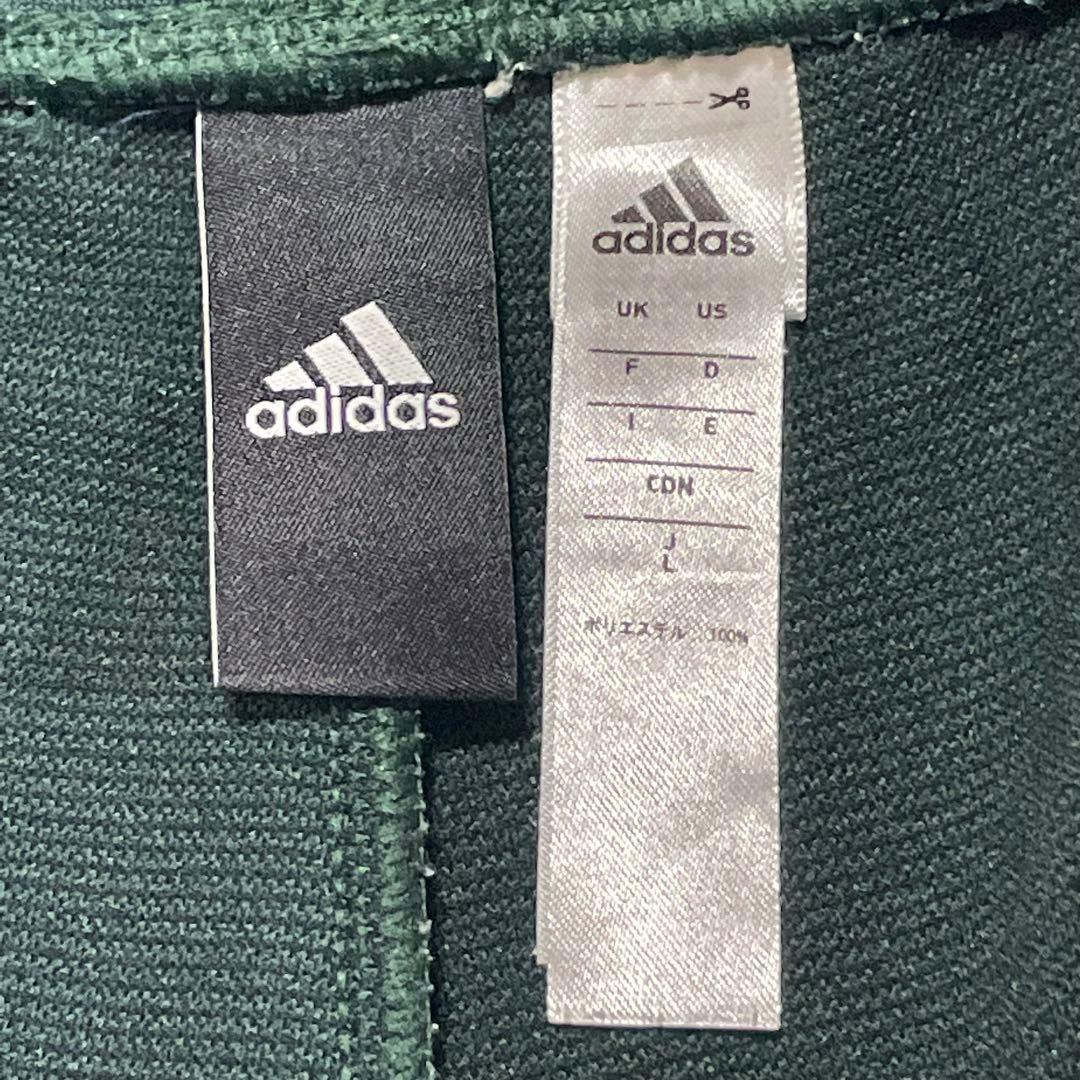 adidas
adidas
UK US
F D
I E
CDN
J
L
ポリエステル 100%